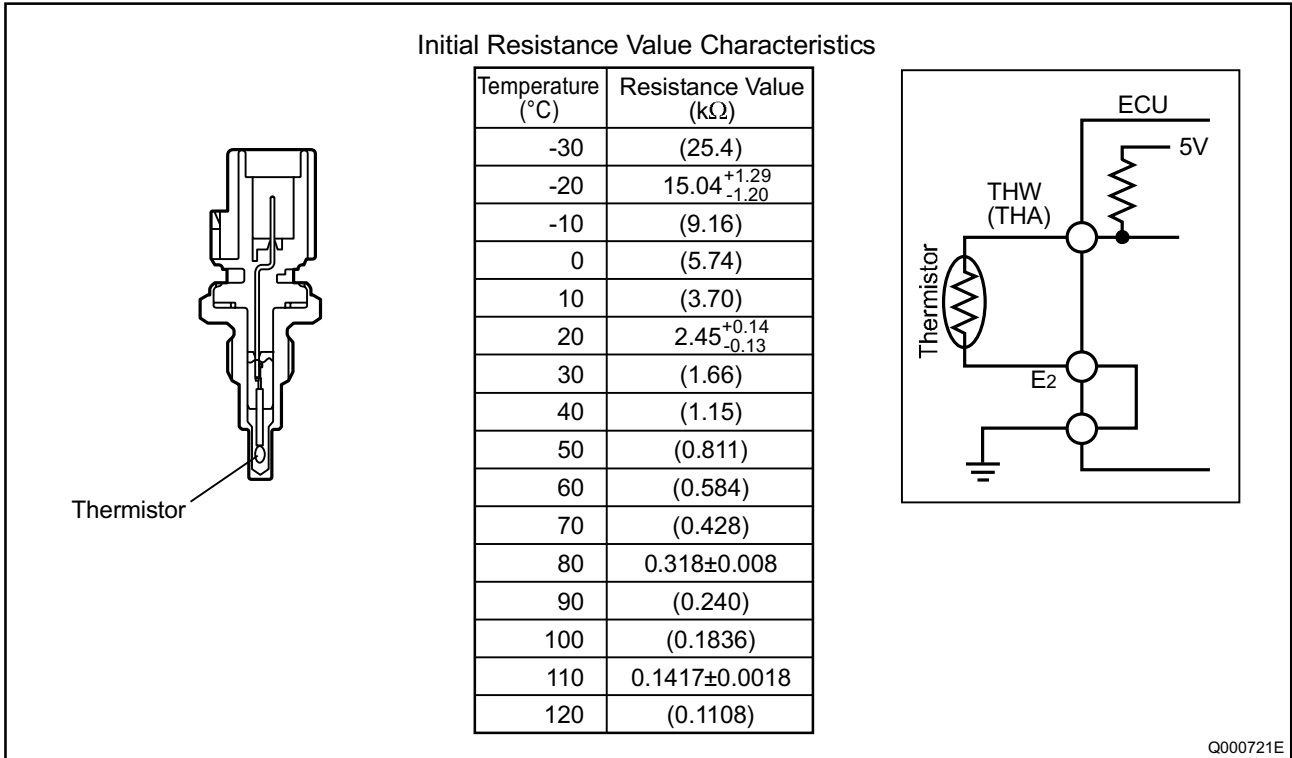 Initial Resistance Value Characteristics
Temperature (°C) Resistance Value (kΩ)
-30 (25.4)
-20 15.04 +1.29 -1.20
-10 (9.16)
0 (5.74)
10 (3.70)
20 2.45 +0.14 -0.13
30 (1.66)
40 (1.15)
50 (0.811)
60 (0.584)
70 (0.428)
80 0.318±0.008
90 (0.240)
100 (0.1836)
110 0.1417±0.0018
120 (0.1108)
Thermistor
ECU
5V
THW
(THA)
Thermistor
E2
Q000721E